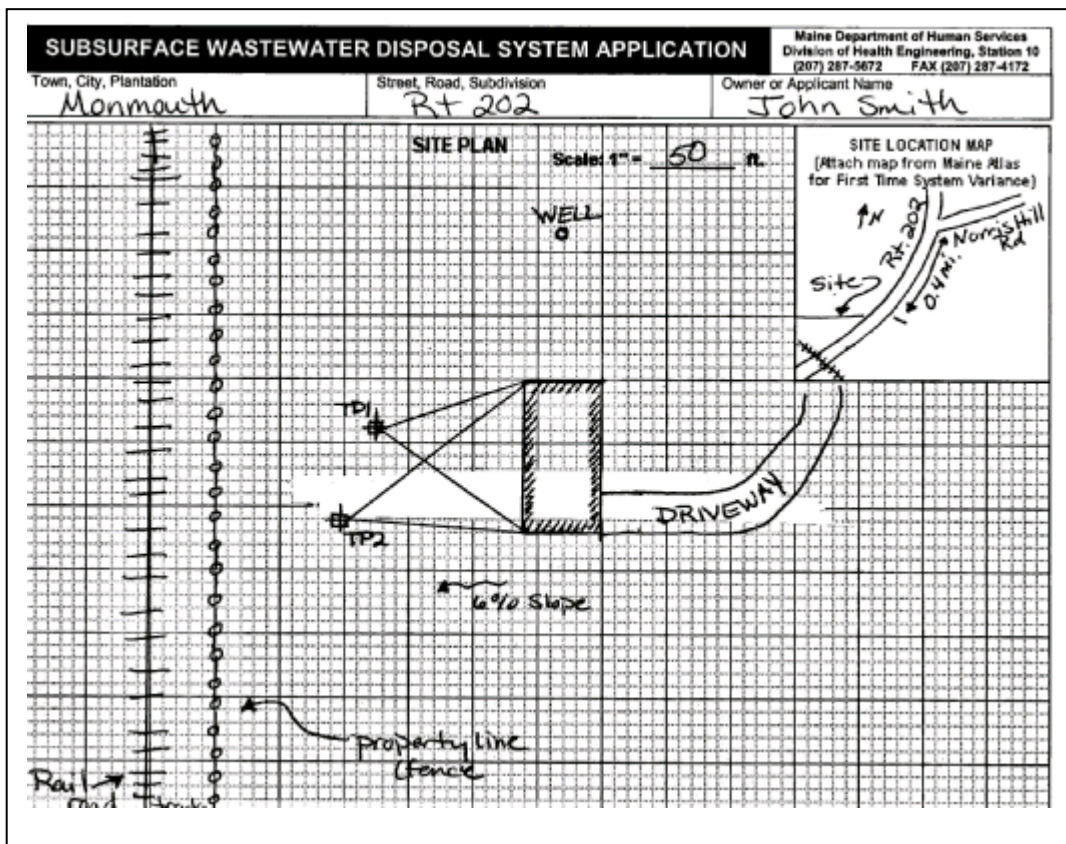 SUBSURFACE WASTEWATER DISPOSAL SYSTEM APPLICATION
Maine Department of Human Services
Division of Health Engineering, Station 10
(207) 287-5672 FAX (207) 287-4172
Town, City, Plantation
Monmouth
Street, Road, Subdivision
Rt 202
Owner or Applicant Name
John Smith
SITE PLAN
Scale: 1" = 50 ft.
SITE LOCATION MAP
(Attach map from Maine Atlas
for First Time System Variance)
N
Rt. 202
Norris Hill
Rd
Site
0.4 Mi.
WELL
TP1
TP2
DRIVEWAY
6% Slope
property line
(fence
Rail
road tracks